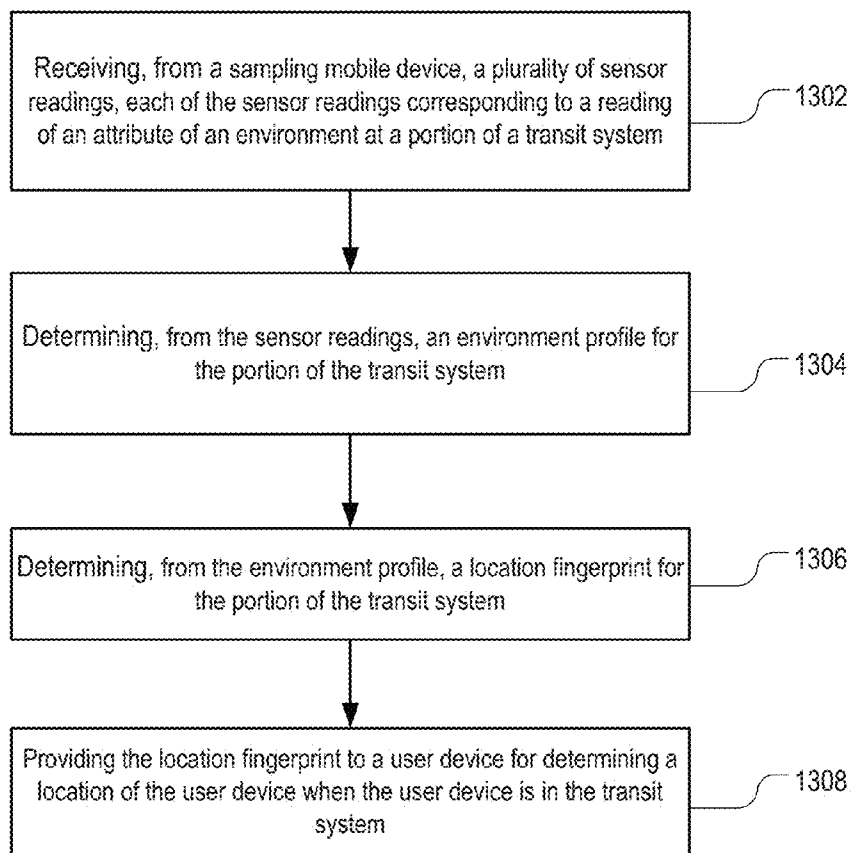 Receiving, from a sampling mobile device, a plurality of sensor
readings, each of the sensor readings corresponding to a reading
of an attribute of an environment at a portion of a transit system
1302
Determining, from the sensor readings, an environment profile for
the portion of the transit system
1304
Determining, from the environment profile, a location fingerprint for
the portion of the transit system
1306
Providing the location fingerprint to a user device for determining a
location of the user device when the user device is in the transit
system
1308